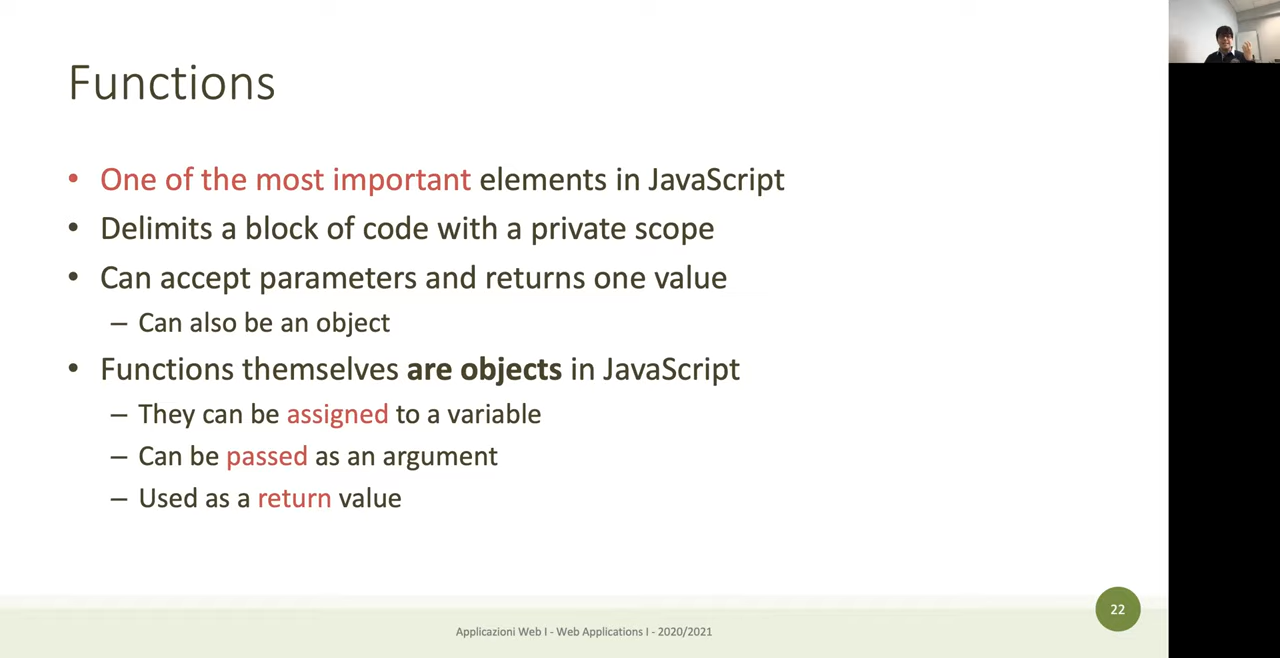 Functions
• One of the most important elements in JavaScript
• Delimits a block of code with a private scope
• Can accept parameters and returns one value
– Can also be an object
• Functions themselves are objects in JavaScript
– They can be assigned to a variable
– Can be passed as an argument
– Used as a return value
22
Applicazioni Web I - Web Applications I - 2020/2021